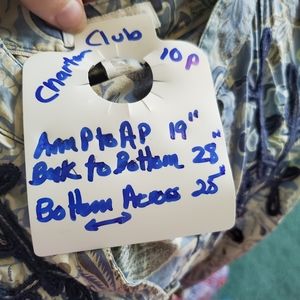 Charter Club
10p
ArmPtoAP 19"
Back to Bottom 28"
Bottom Across 25"